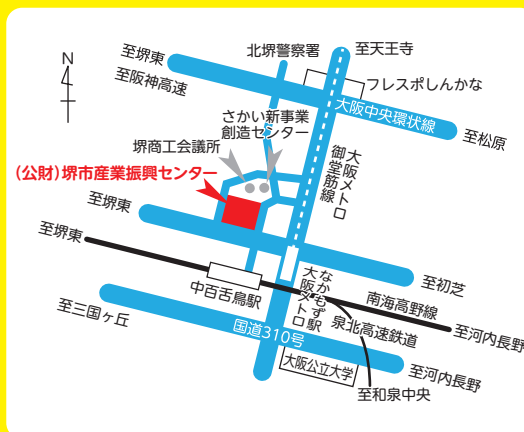 至堺東
至阪神高速
北堺警察署
至天王寺
フレスポしんかな
大阪中央環状線
至松原
N
さかい新事業
創造センター
堺商工会議所
(公財)堺市産業振興センター
大阪メトロ
御堂筋線
至堺東
至堺東
至初芝
中百舌鳥駅
大阪メトロ
なかもず駅
南海高野線
至河内長野
泉北高速鉄道
至三国ヶ丘
国道310号
大阪公立大学
至河内長野
至和泉中央